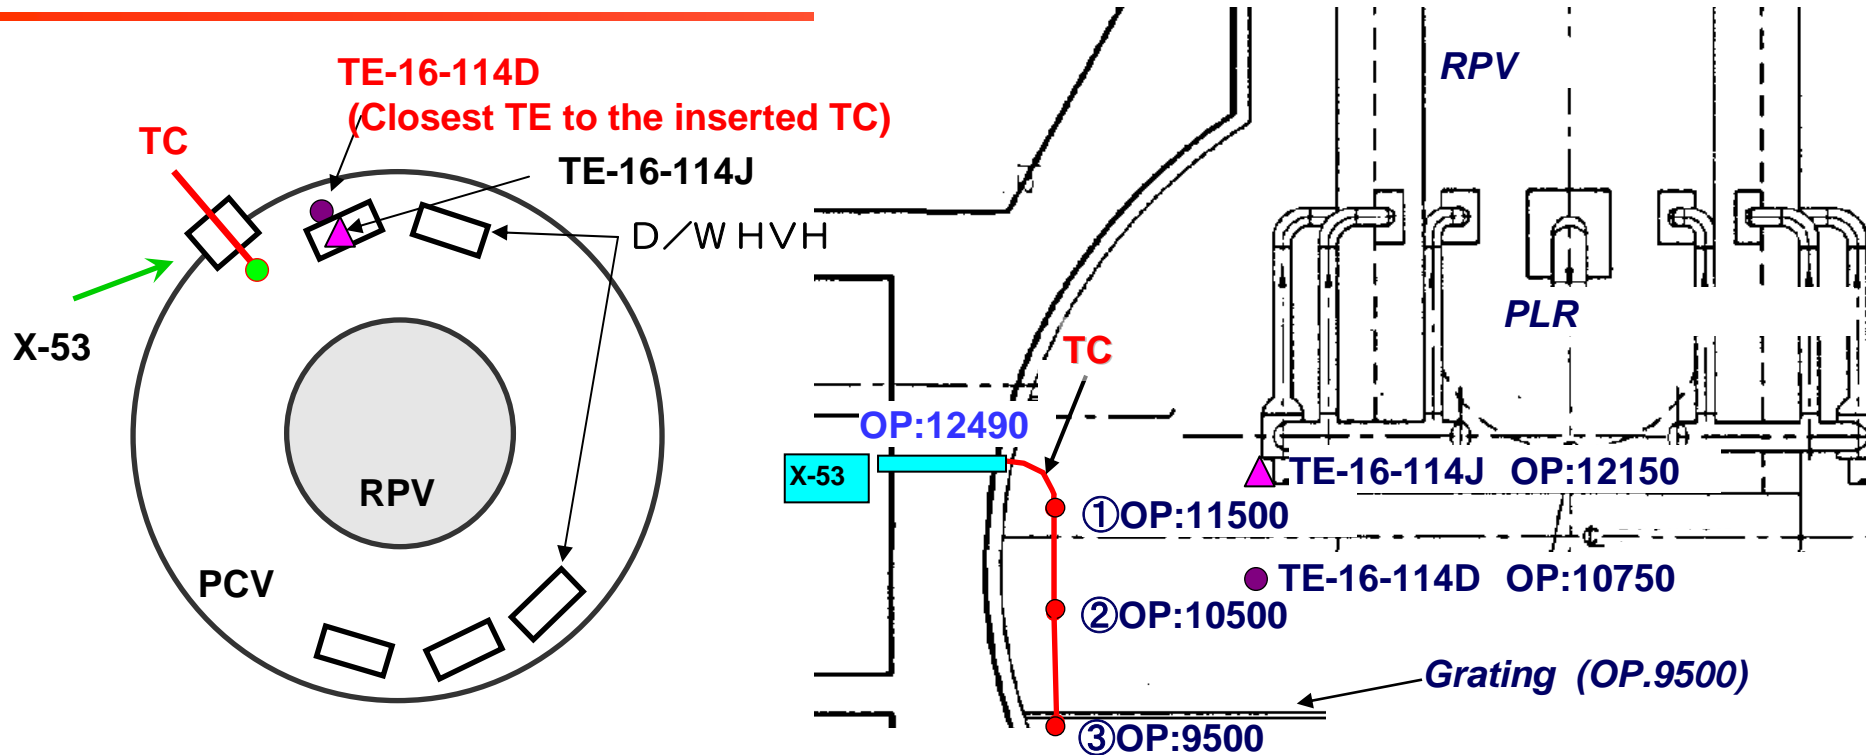 TE-16-114D
(Closest TE to the inserted TC)
TC
TE-16-114J
D/W HVH
X-53
RPV
PCV
RPV
PLR
TC
OP:12490
X-53
TE-16-114J OP:12150
①OP:11500
TE-16-114D OP:10750
②OP:10500
Grating (OP.9500)
③OP:9500